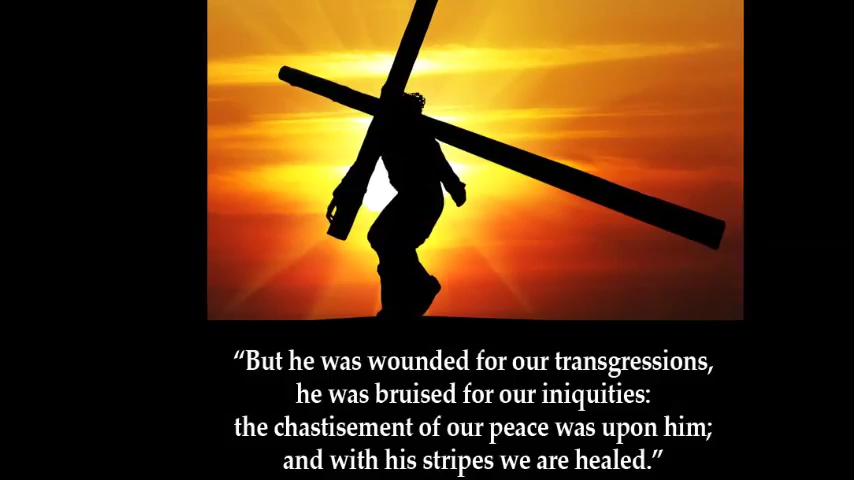 “But he was wounded for our transgressions,
he was bruised for our iniquities:
the chastisement of our peace was upon him;
and with his stripes we are healed.”